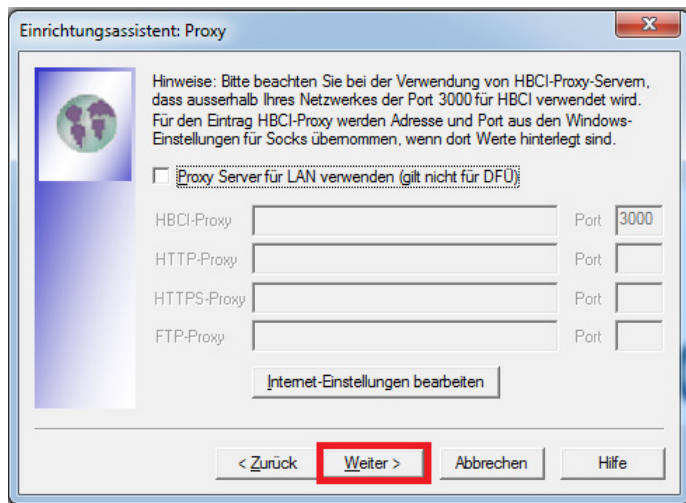 Einrichtungsassistent: Proxy
Hinweise: Bitte beachten Sie bei der Verwendung von HBCI-Proxy-Servern,
dass ausserhalb Ihres Netzwerkes der Port 3000 für HBCI verwendet wird.
Für den Eintrag HBCI-Proxy werden Adresse und Port aus den Windows-
Einstellungen für Socks übernommen, wenn dort Werte hinterlegt sind.
Proxy Server für LAN verwenden (gilt nicht für DFÜ)
HBCI-Proxy Port 3000
HTTP-Proxy Port
HTTPS-Proxy Port
FTP-Proxy Port
Internet-Einstellungen bearbeiten
< Zurück Weiter > Abbrechen Hilfe